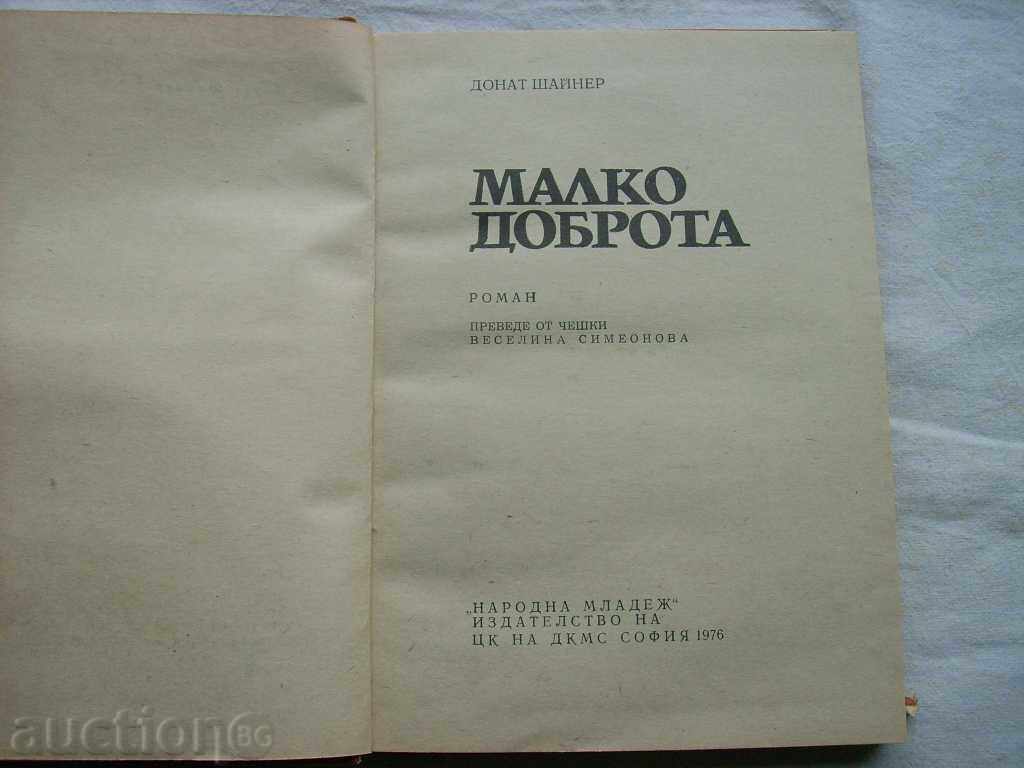 ДОНАТ ШАЙНЕР
МАЛКО
ДОБРОТА
РОМАН
ПРЕВЕДЕ ОТ ЧЕШКИ
ВЕСЕЛИНА СИМЕОНОВА
„НАРОДНА МЛАДЕЖ“
ИЗДАТЕЛСТВО НА
ЦК НА ДКМС СОФИЯ 1976
auction BG